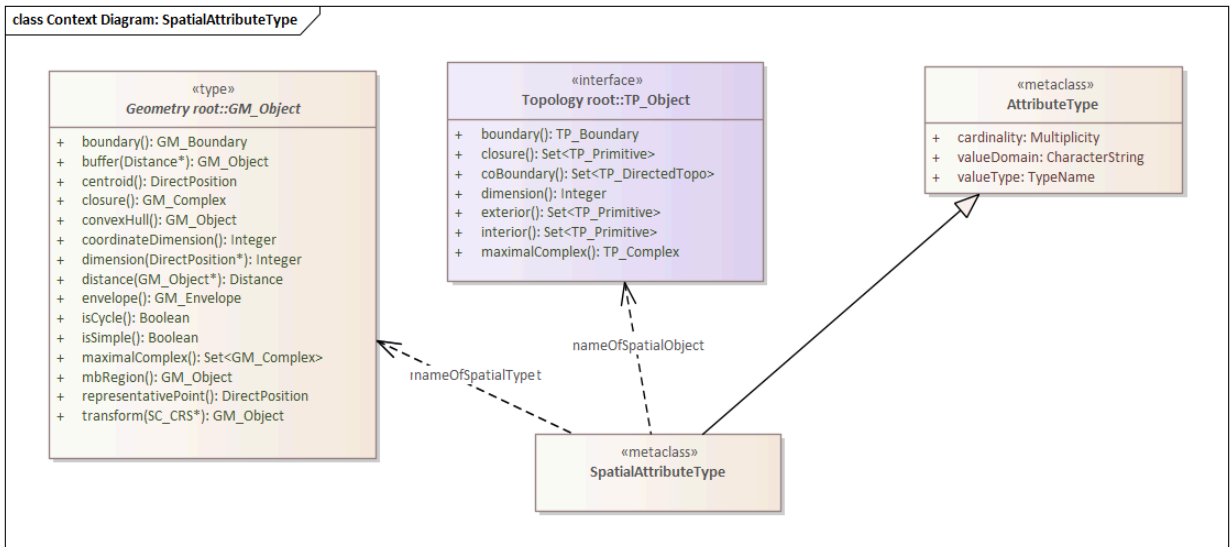 class Context Diagram: SpatialAttributeType
«type»
Geometry root::GM_Object
+ boundary(): GM_Boundary
+ buffer(Distance*): GM_Object
+ centroid(): DirectPosition
+ closure(): GM_Complex
+ convexHull(): GM_Object
+ coordinateDimension(): Integer
+ dimension(DirectPosition*): Integer
+ distance(GM_Object*): Distance
+ envelope(): GM_Envelope
+ isCycle(): Boolean
+ isSimple(): Boolean
+ maximalComplex(): Set<GM_Complex>
+ mbRegion(): GM_Object
+ representativePoint(): DirectPosition
+ transform(SC_CRS*): GM_Object
«interface»
Topology root::TP_Object
+ boundary(): TP_Boundary
+ closure(): Set<TP_Primitive>
+ coBoundary(): Set<TP_DirectedTopo>
+ dimension(): Integer
+ exterior(): Set<TP_Primitive>
+ interior(): Set<TP_Primitive>
+ maximalComplex(): TP_Complex
«metaclass»
AttributeType
+ cardinality: Multiplicity
+ valueDomain: CharacterString
+ valueType: TypeName
nameOfSpatialObject
nameOfSpatialType
«metaclass»
SpatialAttributeType